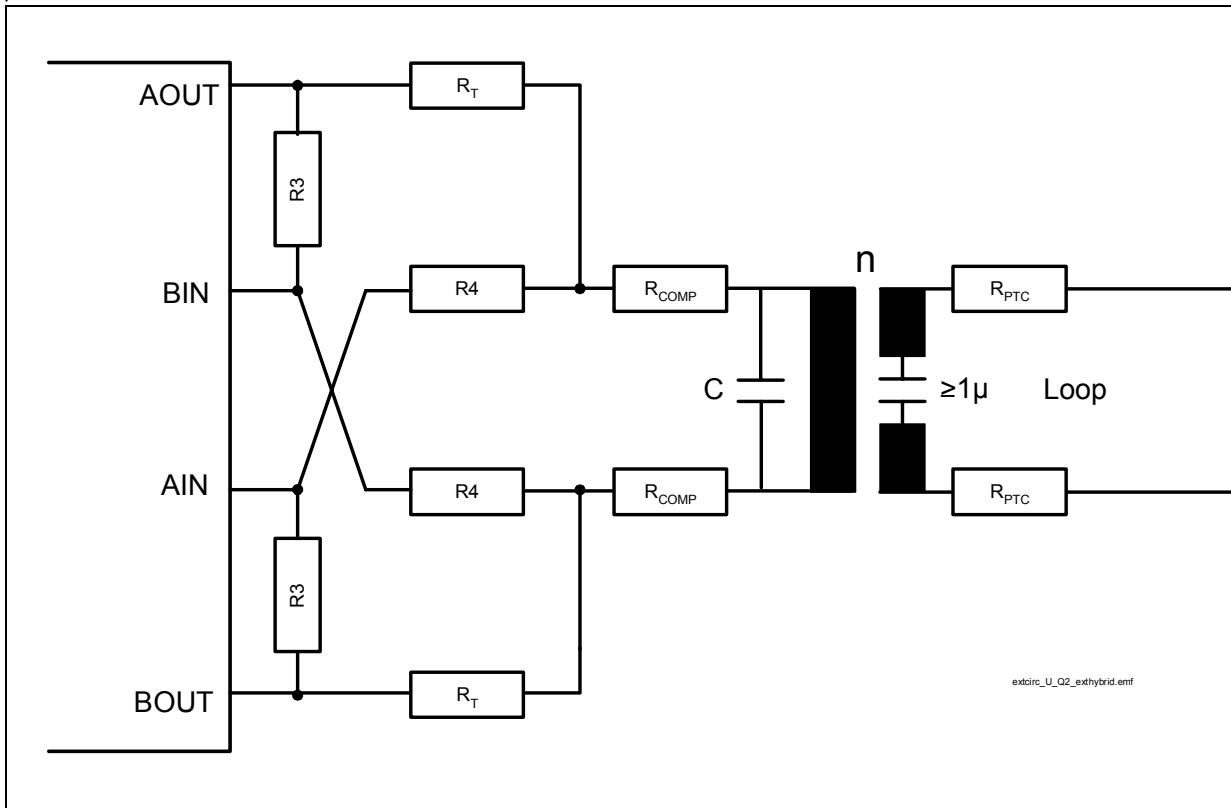 AOUT
R_T
R3
n
BIN
R4
R_COMP
R_PTC
C
≥1µ
Loop
AIN
R4
R_COMP
R_PTC
R3
BOUT
R_T
extcirc_U_Q2_exthybrid.emf